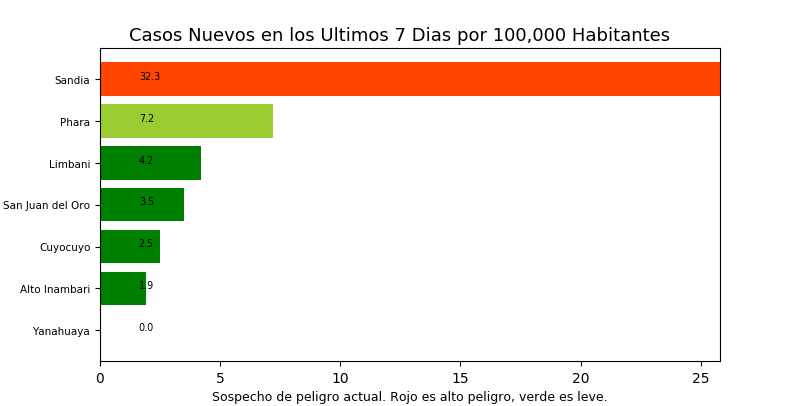 Casos Nuevos en los Ultimos 7 Dias por 100,000 Habitantes
Sandia 32.3
Phara 7.2
Limbani 4.2
San Juan del Oro 3.5
Cuyocuyo 2.5
Alto Inambari 1.9
Yanahuaya 0.0
0 5 10 15 20 25
Sospecho de peligro actual. Rojo es alto peligro, verde es leve.